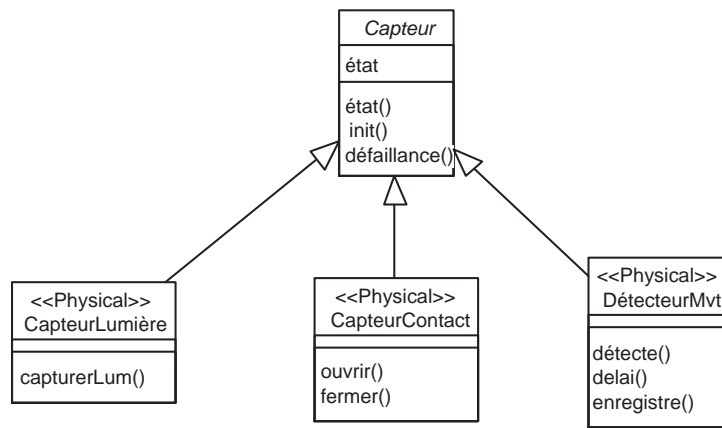 Capteur
état
état()
init()
défaillance()
<<Physical>>
CapteurLumière
capturerLum()
<<Physical>>
CapteurContact
ouvrir()
fermer()
<<Physical>>
DétecteurMvt
détecte()
delai()
enregistre()